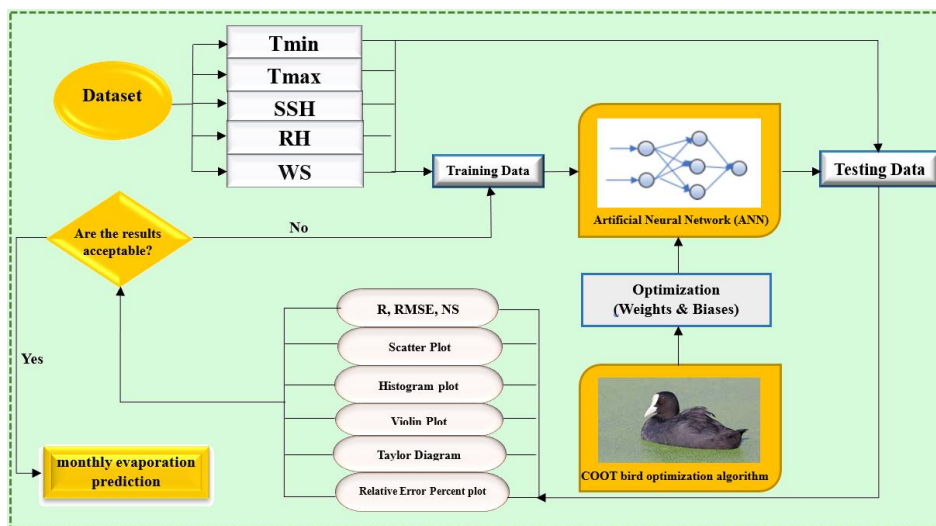 Dataset
Tmin
Tmax
SSH
RH
WS
Training Data
Artificial Neural Network (ANN)
Testing Data
Are the results
acceptable?
No
Yes
Optimization
(Weights & Biases)
COOT bird optimization algorithm
R, RMSE, NS
Scatter Plot
Histogram plot
Violin Plot
Taylor Diagram
Relative Error Percent plot
monthly evaporation
prediction